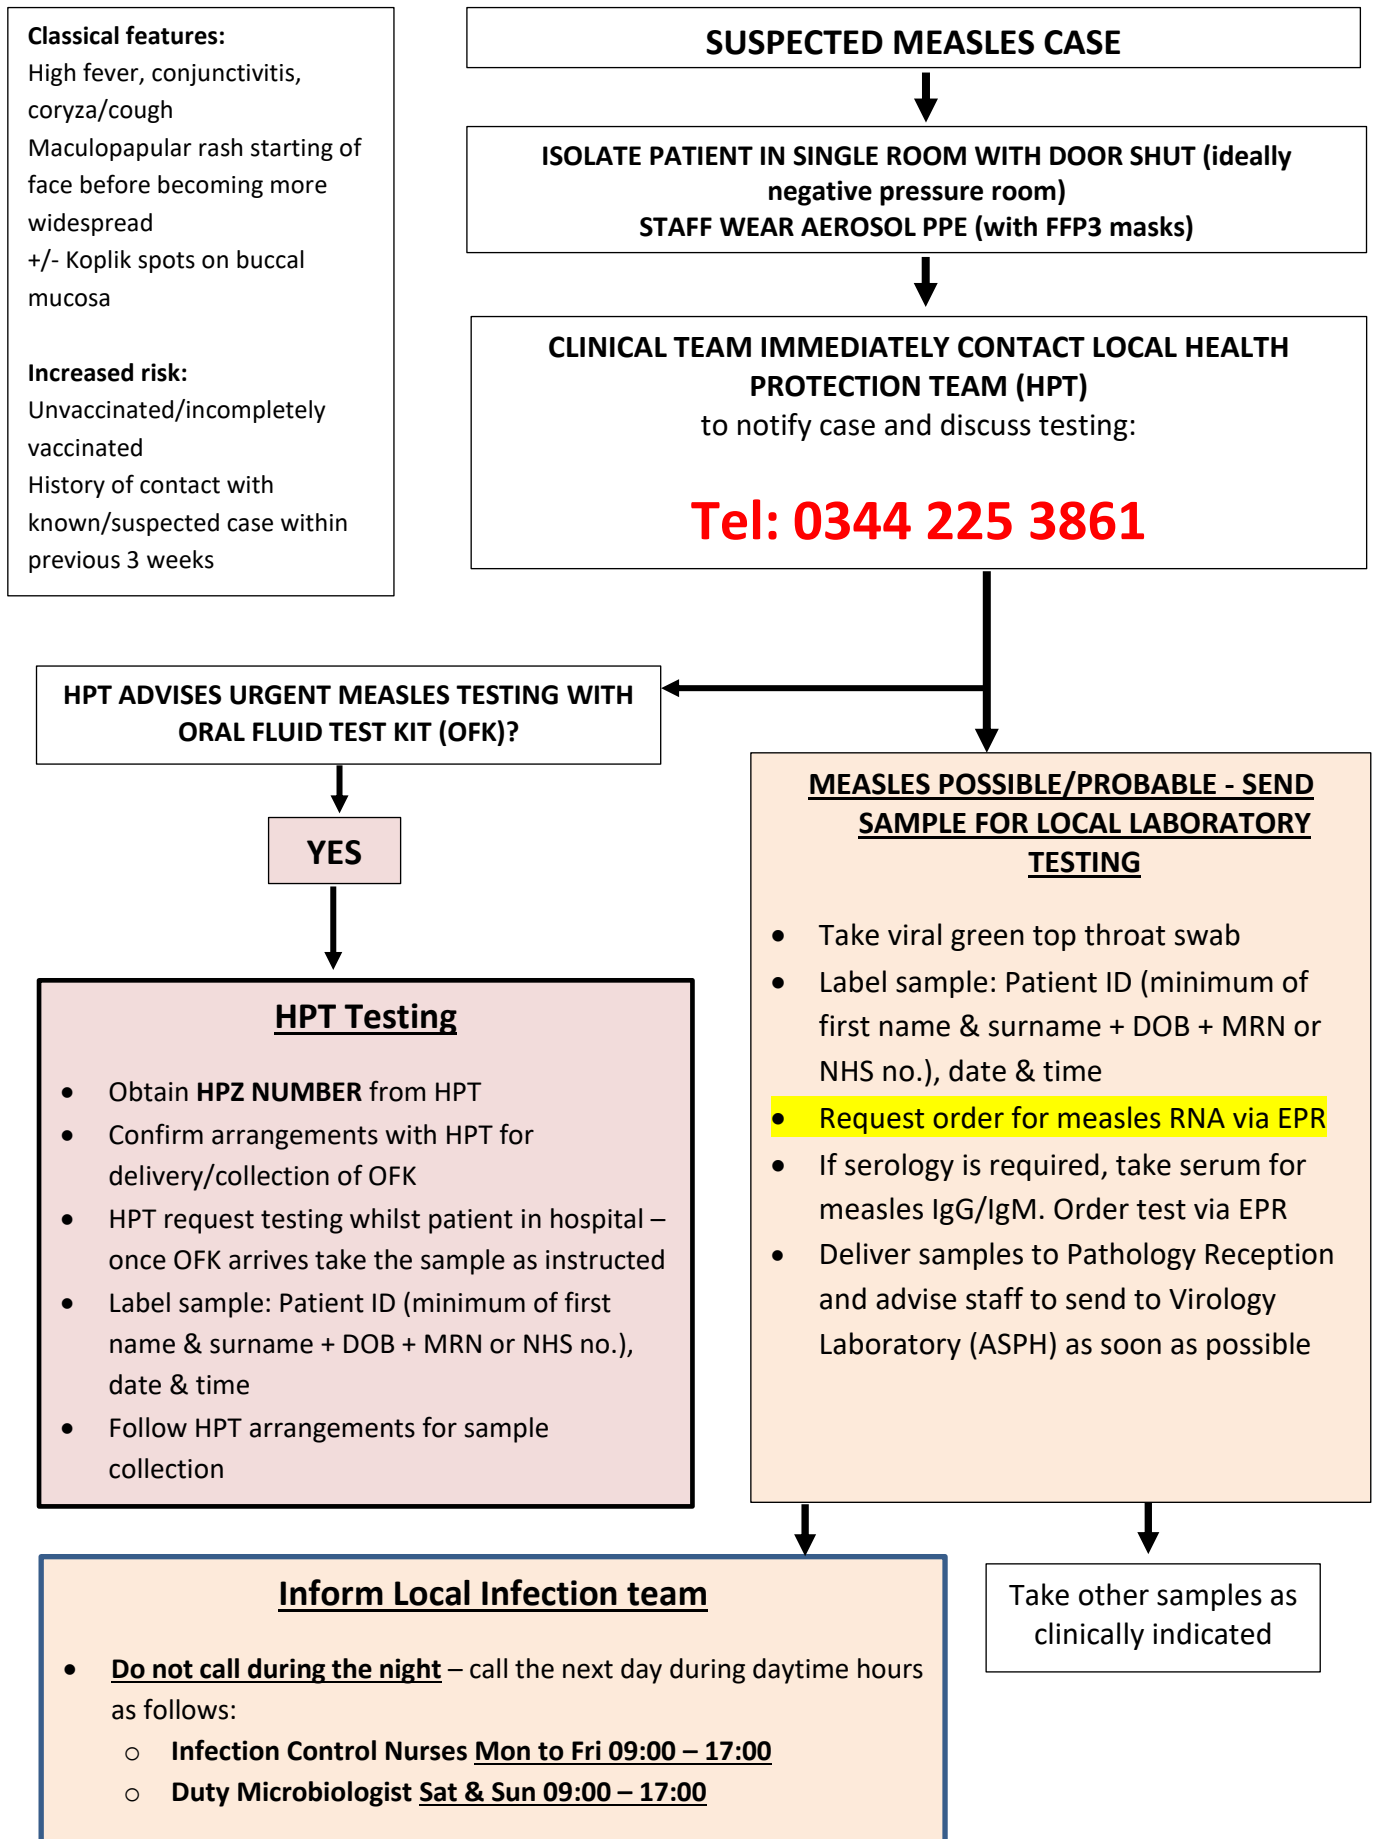 Classical features:
High fever, conjunctivitis,
coryza/cough
Maculopapular rash starting of
face before becoming more
widespread
+/- Koplik spots on buccal
mucosa
Increased risk:
Unvaccinated/incompletely
vaccinated
History of contact with
known/suspected case within
previous 3 weeks
SUSPECTED MEASLES CASE
ISOLATE PATIENT IN SINGLE ROOM WITH DOOR SHUT (ideally
negative pressure room)
STAFF WEAR AEROSOL PPE (with FFP3 masks)
CLINICAL TEAM IMMEDIATELY CONTACT LOCAL HEALTH
PROTECTION TEAM (HPT)
to notify case and discuss testing:
Tel: 0344 225 3861
HPT ADVISES URGENT MEASLES TESTING WITH
ORAL FLUID TEST KIT (OFK)?
YES
HPT Testing
• Obtain HPZ NUMBER from HPT
• Confirm arrangements with HPT for
delivery/collection of OFK
• HPT request testing whilst patient in hospital –
once OFK arrives take the sample as instructed
• Label sample: Patient ID (minimum of first
name & surname + DOB + MRN or NHS no.),
date & time
• Follow HPT arrangements for sample
collection
MEASLES POSSIBLE/PROBABLE - SEND
SAMPLE FOR LOCAL LABORATORY
TESTING
• Take viral green top throat swab
• Label sample: Patient ID (minimum of
first name & surname + DOB + MRN or
NHS no.), date & time
• Request order for measles RNA via EPR
• If serology is required, take serum for
measles IgG/IgM. Order test via EPR
• Deliver samples to Pathology Reception
and advise staff to send to Virology
Laboratory (ASPH) as soon as possible
Inform Local Infection team
• Do not call during the night – call the next day during daytime hours
as follows:
o Infection Control Nurses Mon to Fri 09:00 – 17:00
o Duty Microbiologist Sat & Sun 09:00 – 17:00
Take other samples as
clinically indicated